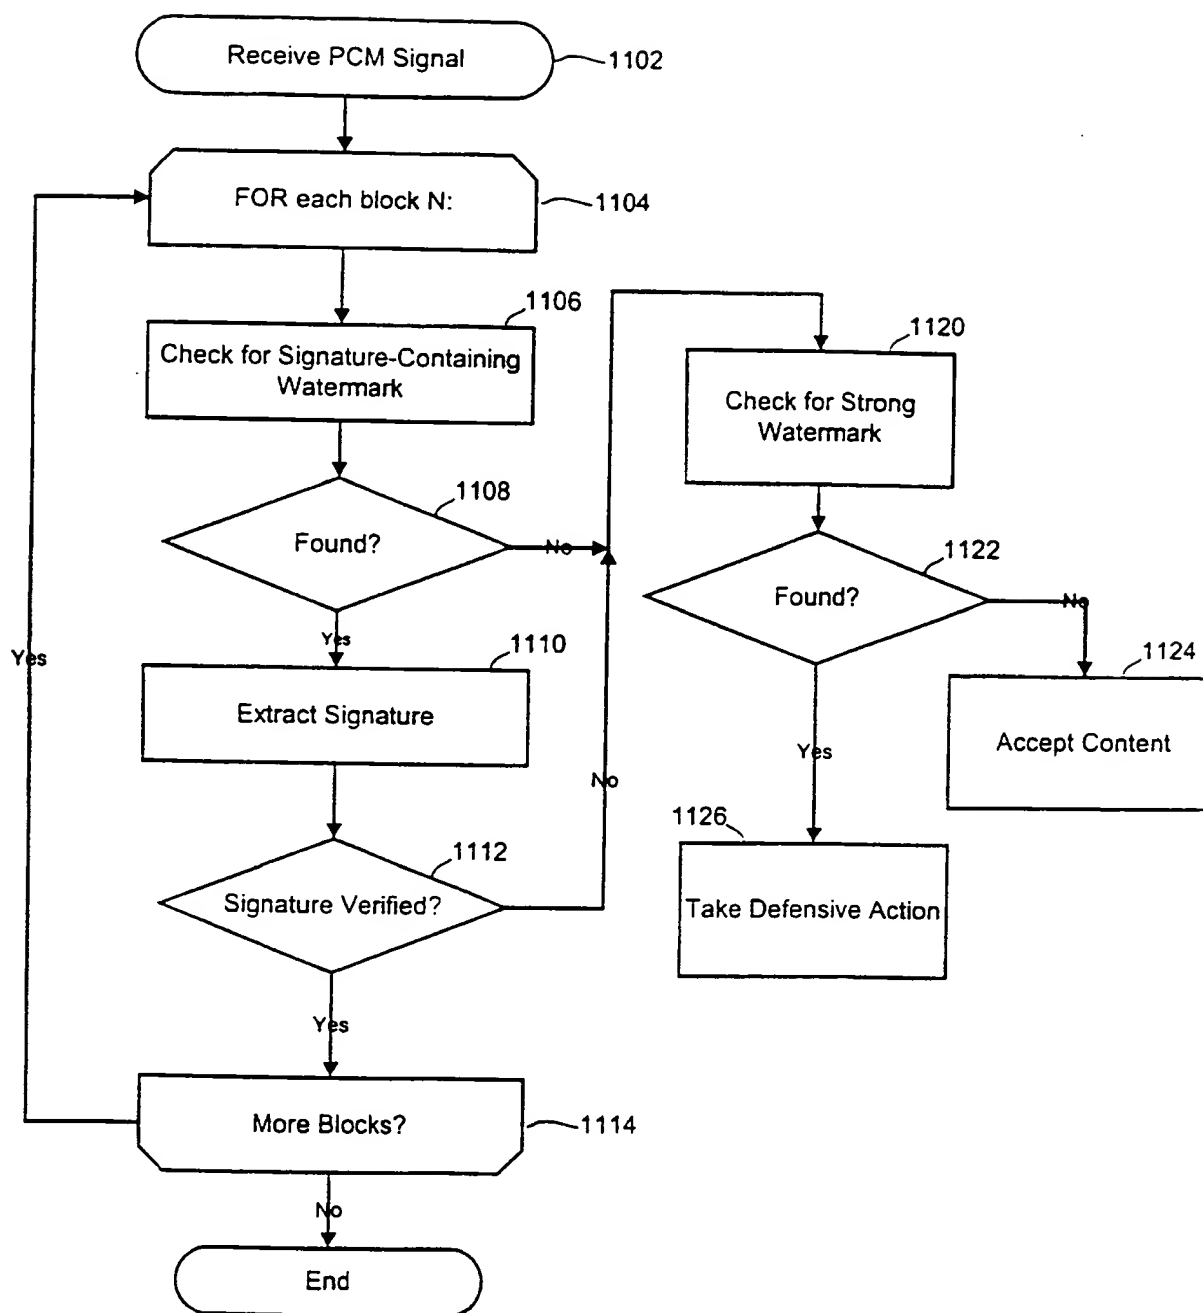 Receive PCM Signal
1102
FOR each block N:
1104
1106
Check for Signature-Containing
Watermark
1108
Found?
No
Yes
1110
Extract Signature
1112
Signature Verified?
No
Yes
More Blocks?
1114
Yes
No
End
1120
Check for Strong
Watermark
1122
Found?
No
1124
Accept Content
Yes
1126
Take Defensive Action